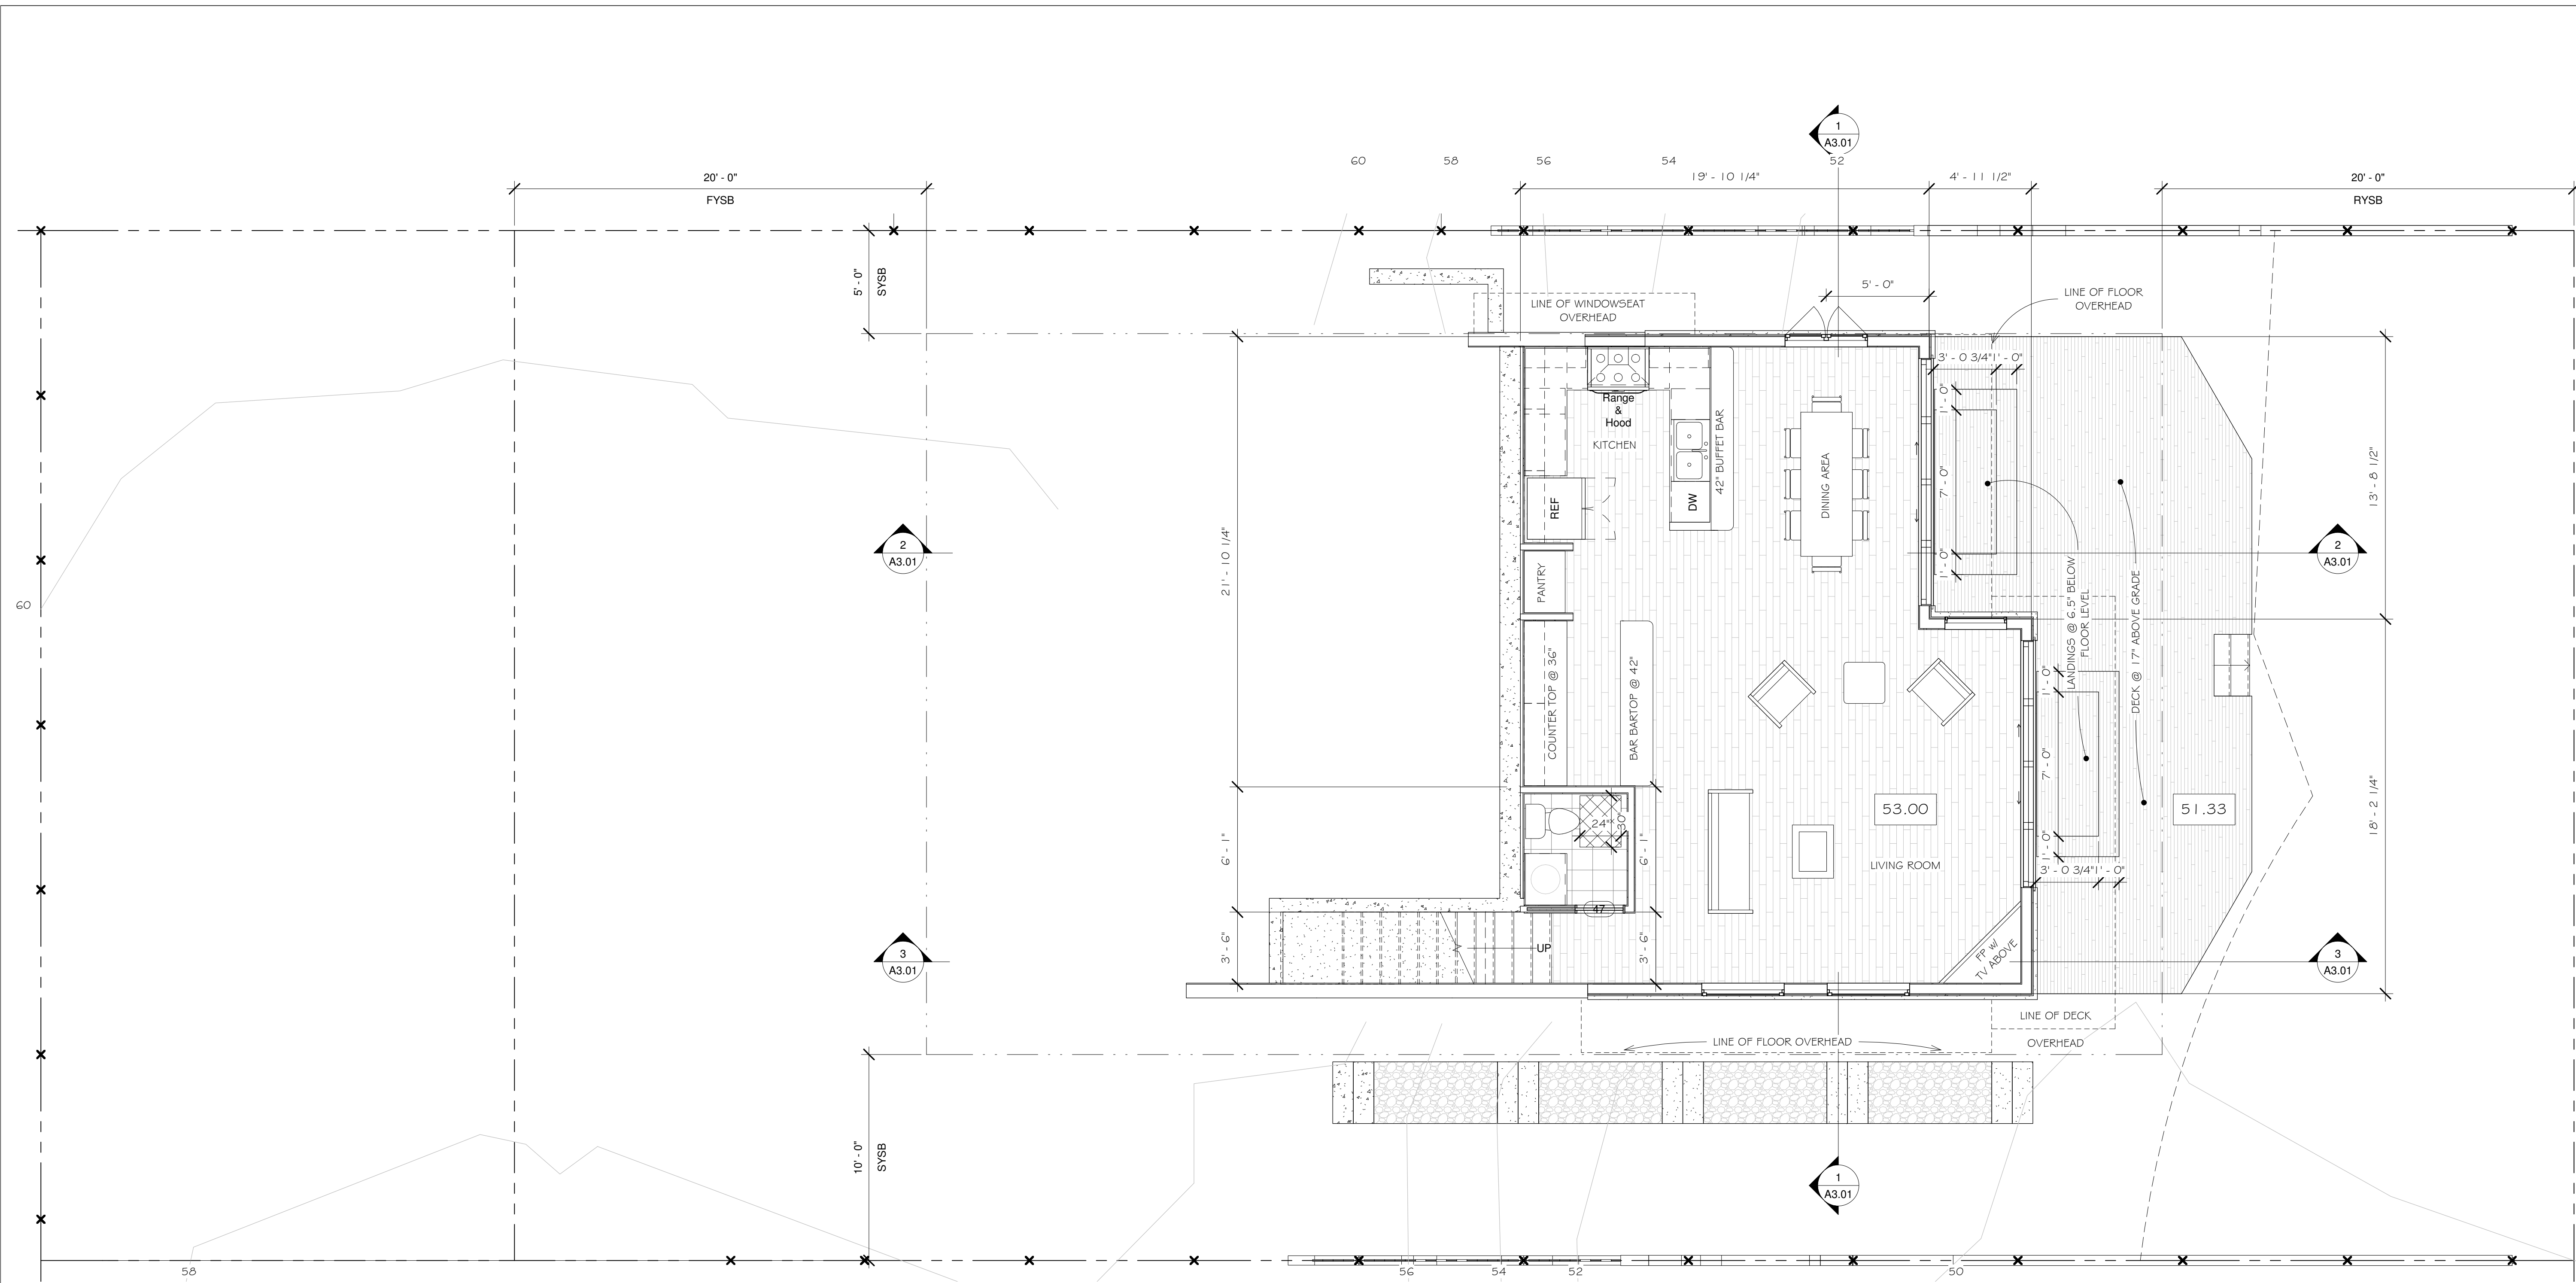 1
A3.01
60
58
56
54
52
20' - 0"
FYSB
19' - 10 1/4"
4' - 11 1/2"
20' - 0"
RYSB
5' - 0"
SYSB
5' - 0"
LINE OF WINDOWSEAT
OVERHEAD
LINE OF FLOOR
OVERHEAD
3' - 0 3/4"
1' - 0"
1' - 0"
7' - 0"
1' - 0"
Range
&
Hood
KITCHEN
42" BUFFET BAR
DINING AREA
REF
DW
13' - 8 1/2"
2
A3.01
2
A3.01
21' - 10 1/4"
PANTRY
60
LANDINGS @ 6.5" BELOW
FLOOR LEVEL
DECK @ 17" ABOVE GRADE
COUNTER TOP @ 36"
BAR BARTOP @ 42"
1' - 0"
7' - 0"
1' - 0"
3' - 0 3/4"
1' - 0"
53.00
51.33
18' - 2 1/4"
6' - 1"
24"
X
30"
6' - 1"
LIVING ROOM
47
3
A3.01
3' - 6"
UP
3' - 6"
FP w/
TV ABOVE
3
A3.01
LINE OF DECK
OVERHEAD
LINE OF FLOOR OVERHEAD
10' - 0"
SYSB
1
A3.01
58
56
54
52
50